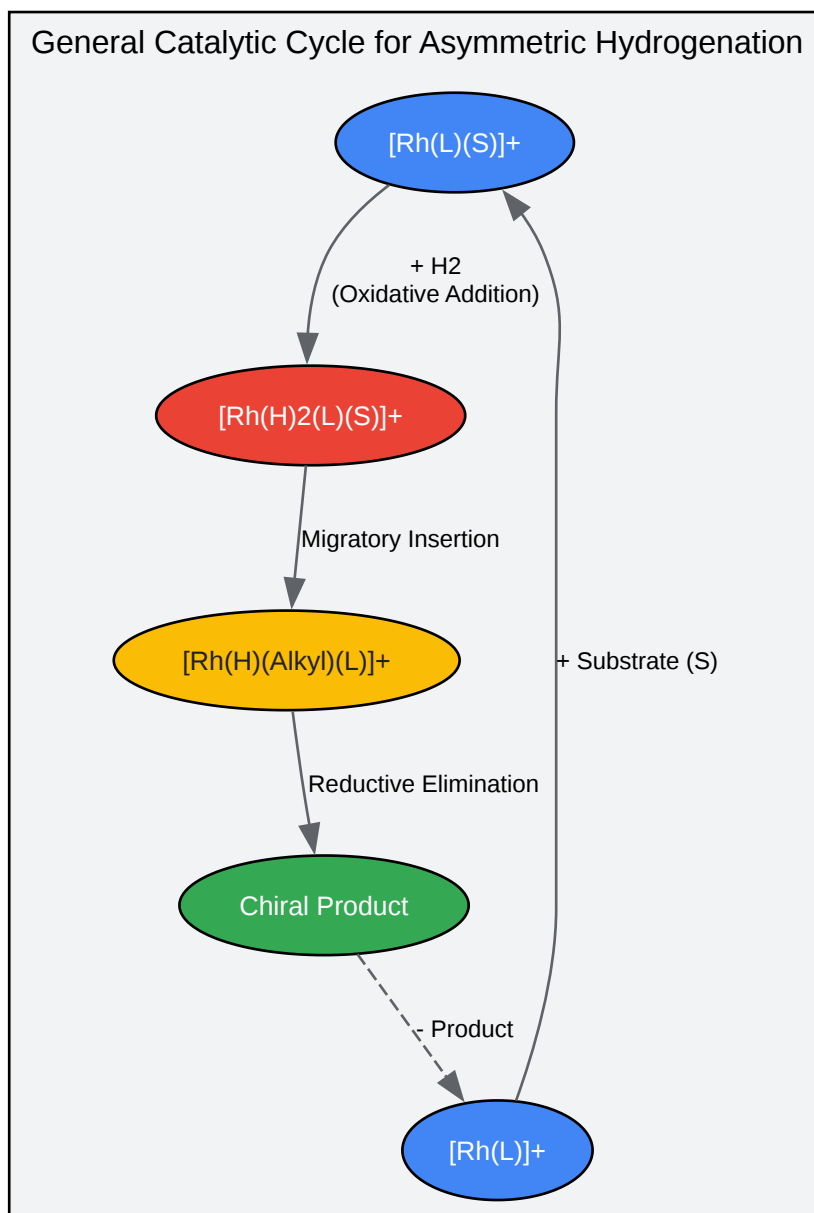 General Catalytic Cycle for Asymmetric Hydrogenation
[Rh(L)(S)]+
+ H2
(Oxidative Addition)
[Rh(H)2(L)(S)]+
Migratory Insertion
[Rh(H)(Alkyl)(L)]+
+ Substrate (S)
Reductive Elimination
Chiral Product
- Product
[Rh(L)]+